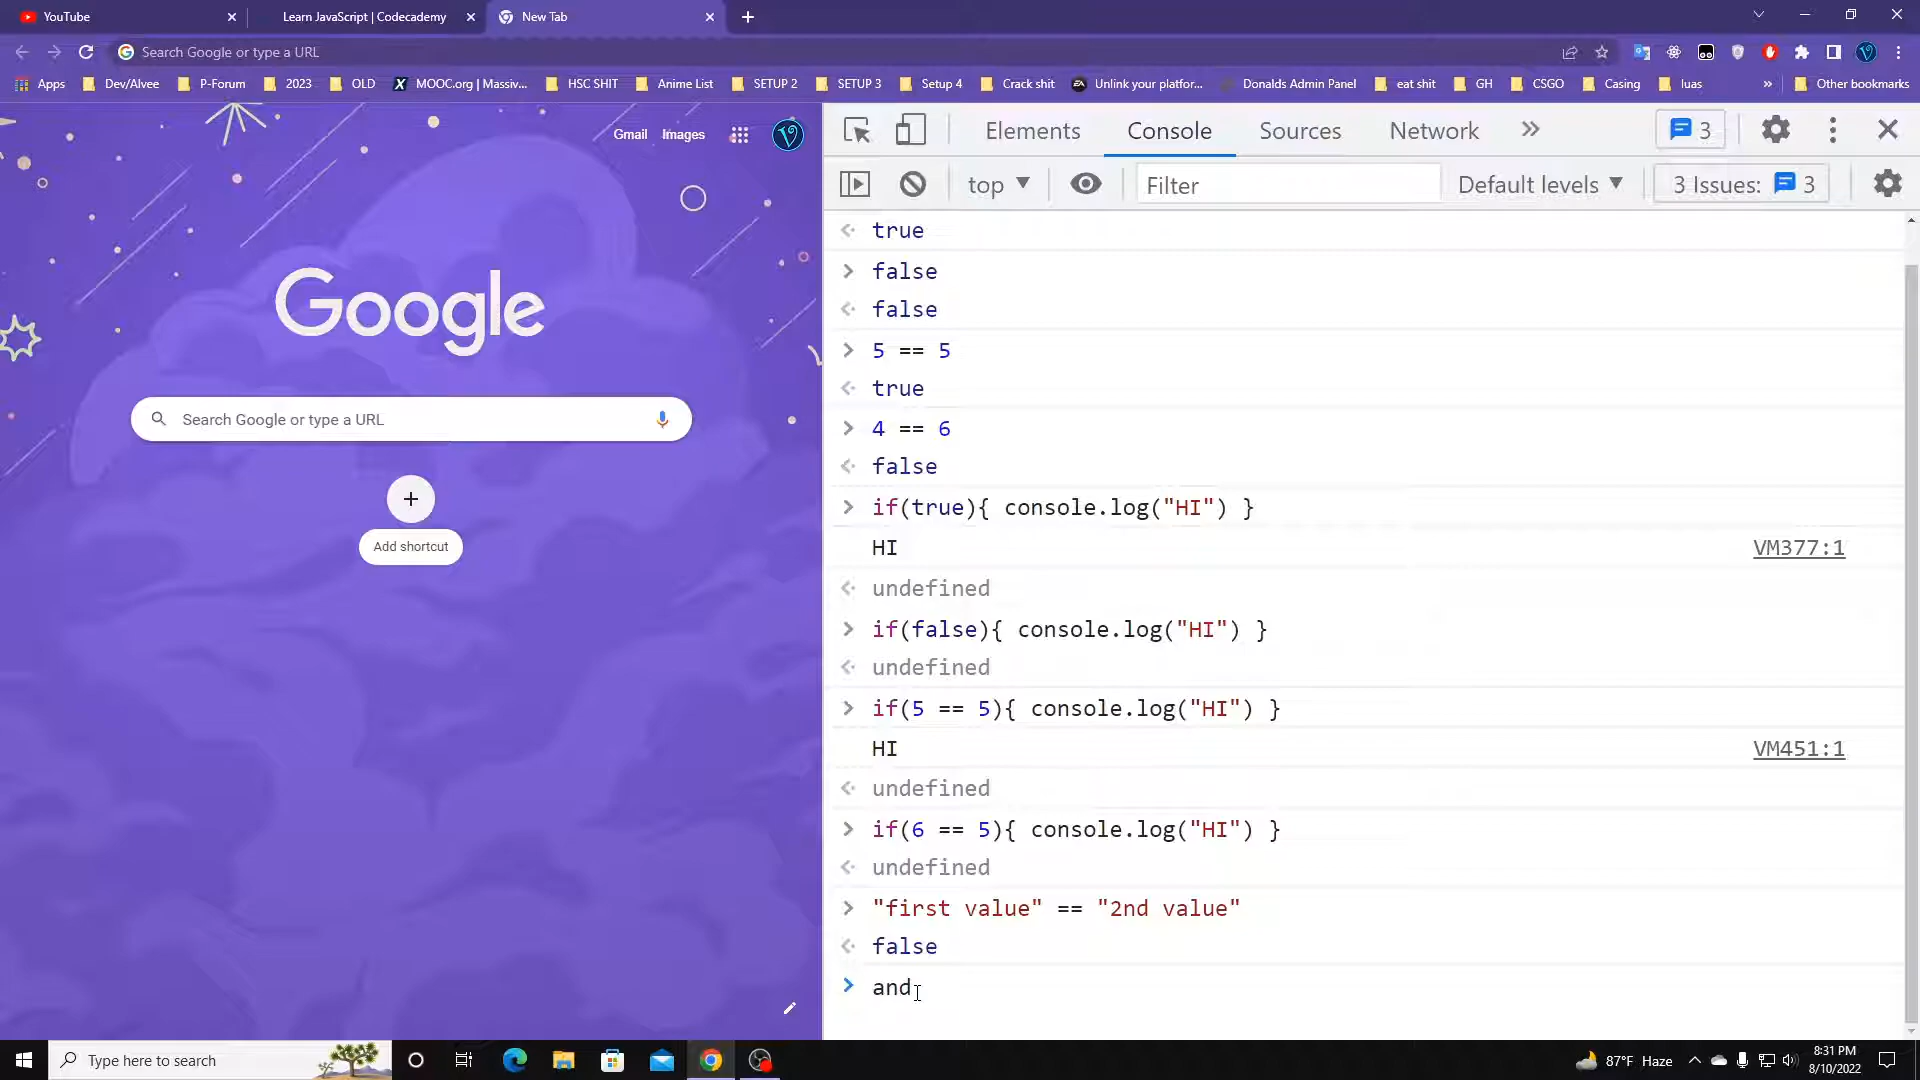 YouTube
Learn JavaScript | Codecademy
New Tab
Search Google or type a URL
Apps
Dev/Alvee
P-Forum
2023
OLD
MOOC.org | Massiv...
HSC SHIT
Anime List
SETUP 2
SETUP 3
Setup 4
Crack shit
Unlink your platfor...
Donalds Admin Panel
eat shit
GH
CSGO
Casing
luas
»
Other bookmarks
Gmail
Images
Google
Search Google or type a URL
Add shortcut
Elements
Console
Sources
Network
3
top
Filter
Default levels
3 Issues: 3
true
false
false
5 == 5
true
4 == 6
false
if(true){ console.log("HI") }
HI VM377:1
undefined
if(false){ console.log("HI") }
undefined
if(5 == 5){ console.log("HI") }
HI VM451:1
undefined
if(6 == 5){ console.log("HI") }
undefined
"first value" == "2nd value"
false
and
Type here to search
87°F Haze
8:31 PM
8/10/2022